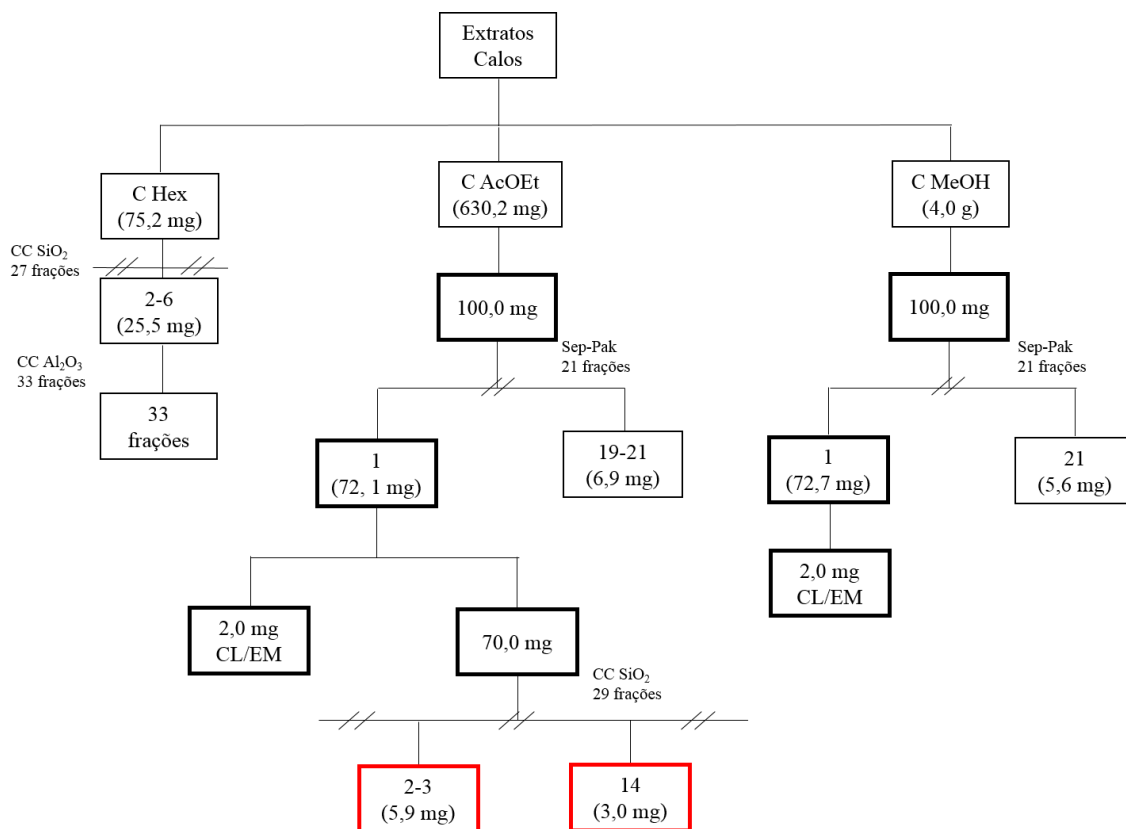 Extratos
Calos
C Hex
(75,2 mg)
C AcOEt
(630,2 mg)
C MeOH
(4,0 g)
CC SiO₂
27 frações
2-6
(25,5 mg)
100,0 mg
100,0 mg
CC Al₂O₃
33 frações
Sep-Pak
21 frações
Sep-Pak
21 frações
33
frações
1
(72, 1 mg)
19-21
(6,9 mg)
1
(72,7 mg)
21
(5,6 mg)
2,0 mg
CL/EM
2,0 mg
CL/EM
70,0 mg
CC SiO₂
29 frações
2-3
(5,9 mg)
14
(3,0 mg)